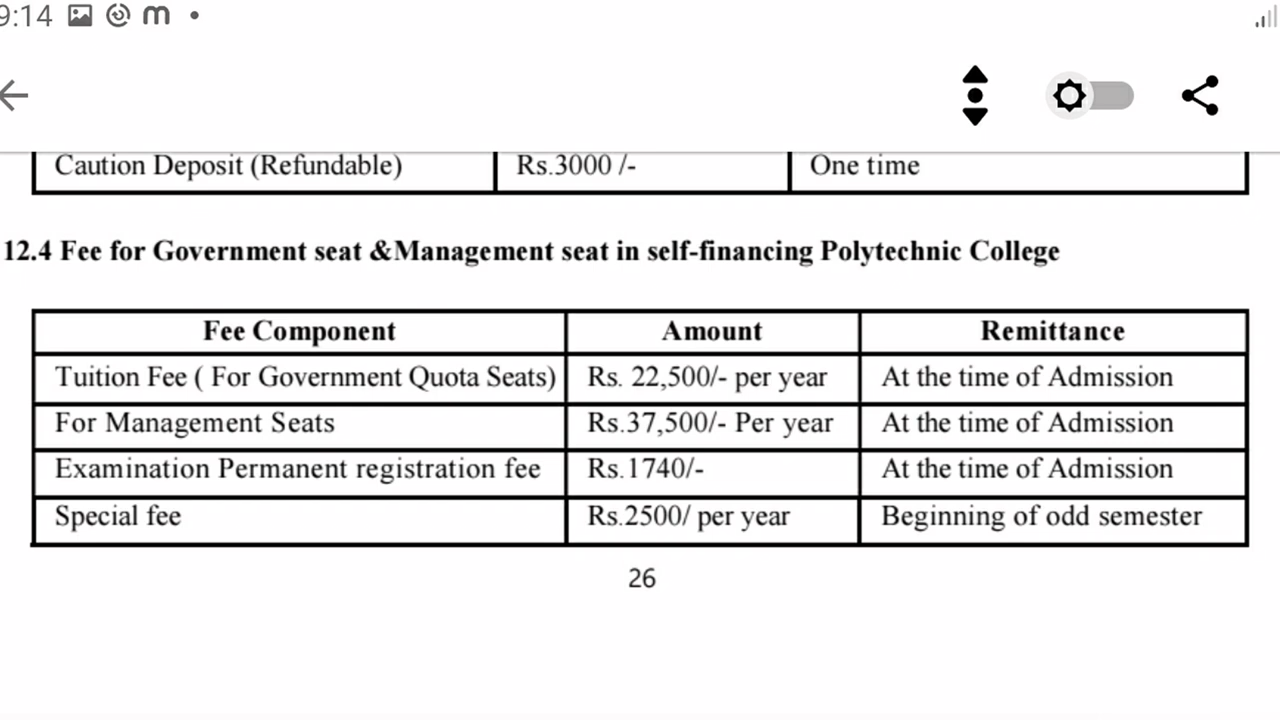 9:14 m
Caution Deposit (Refundable) Rs.3000 /- One time
12.4 Fee for Government seat &Management seat in self-financing Polytechnic College
Fee Component Amount Remittance
Tuition Fee ( For Government Quota Seats) Rs. 22,500/- per year At the time of Admission
For Management Seats Rs.37,500/- Per year At the time of Admission
Examination Permanent registration fee Rs.1740/- At the time of Admission
Special fee Rs.2500/ per year Beginning of odd semester
26